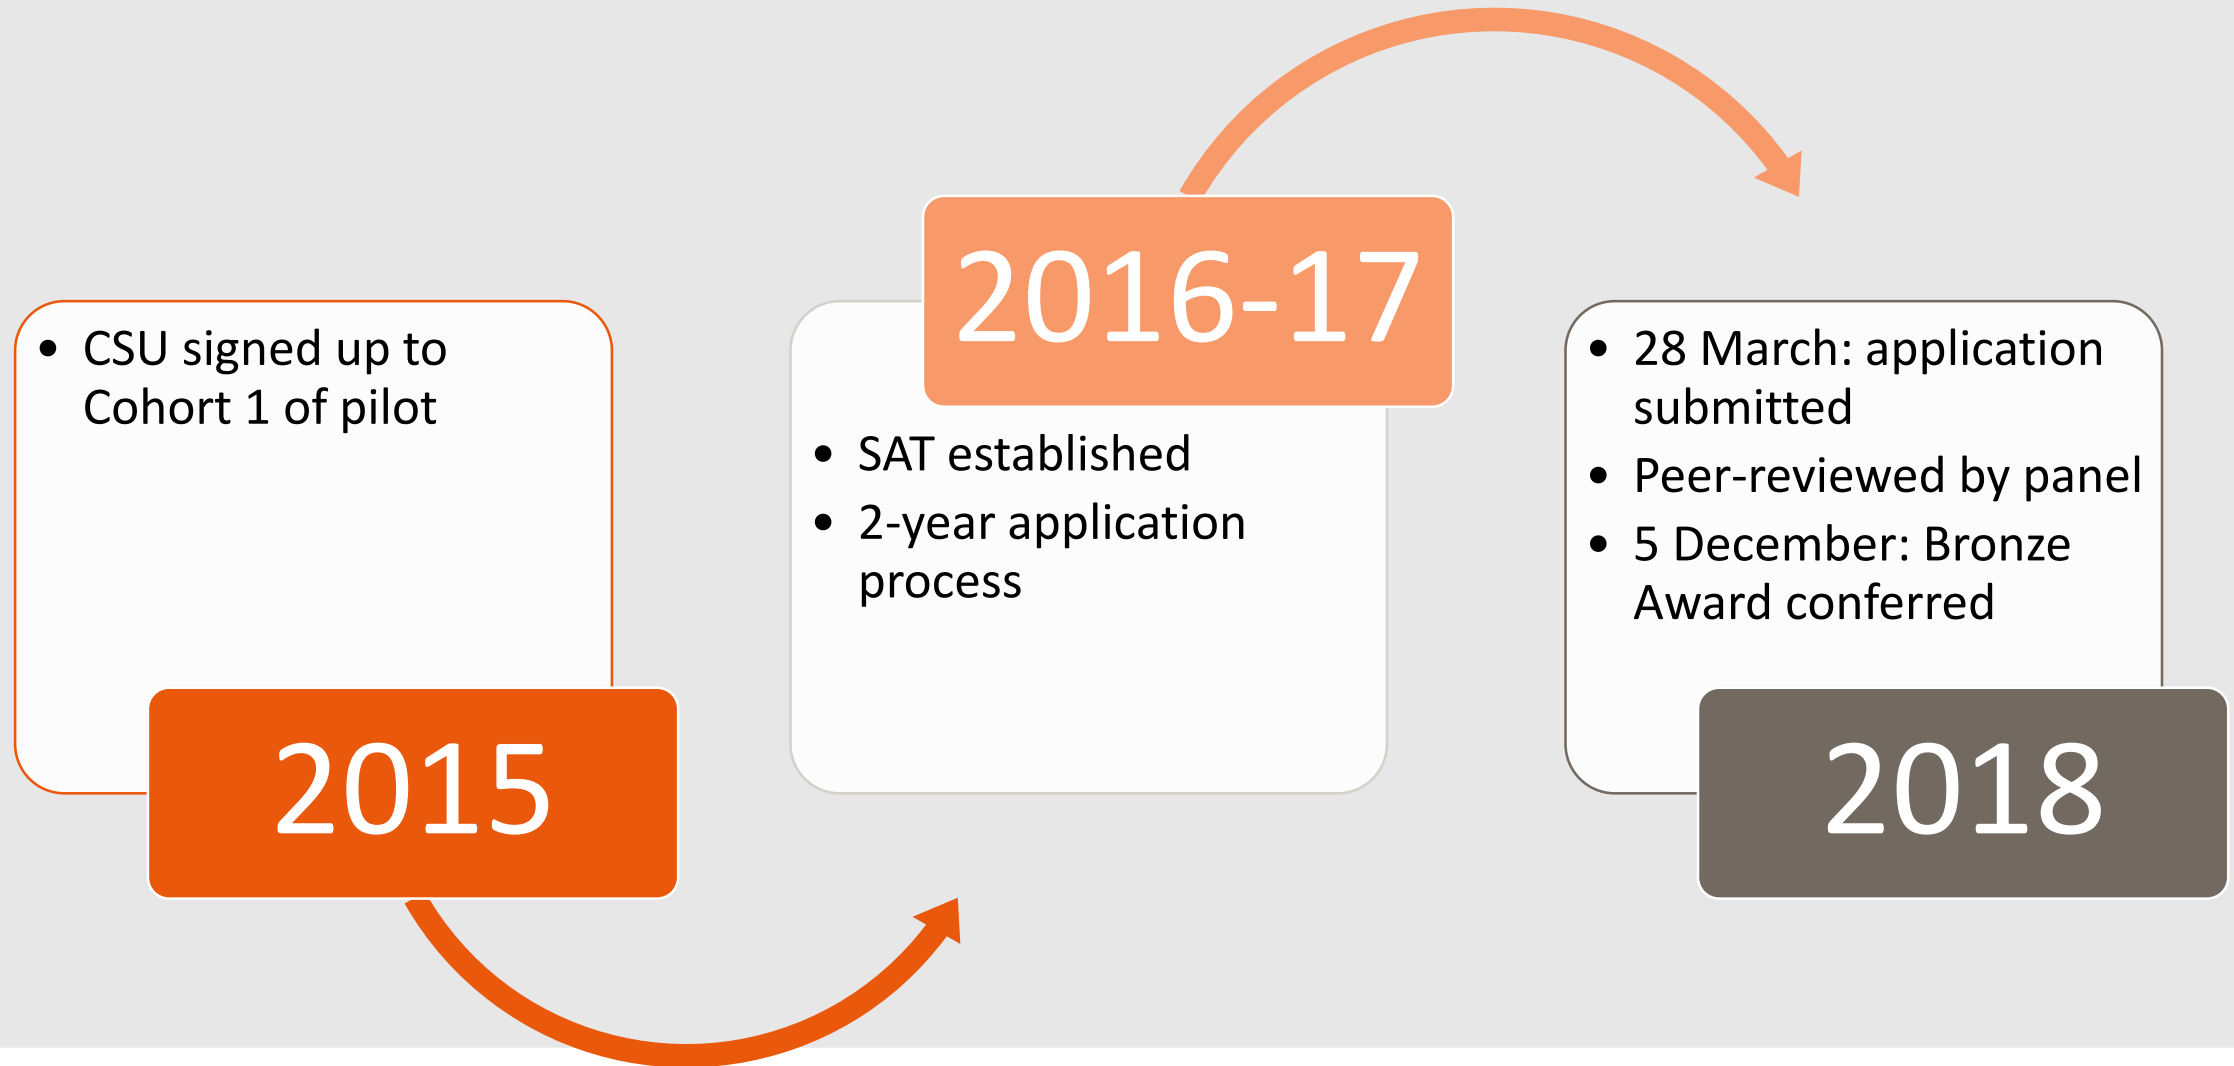 • CSU signed up to
Cohort 1 of pilot
2015
2016-17
• SAT established
• 2-year application
process
• 28 March: application
submitted
• Peer-reviewed by panel
• 5 December: Bronze
Award conferred
2018